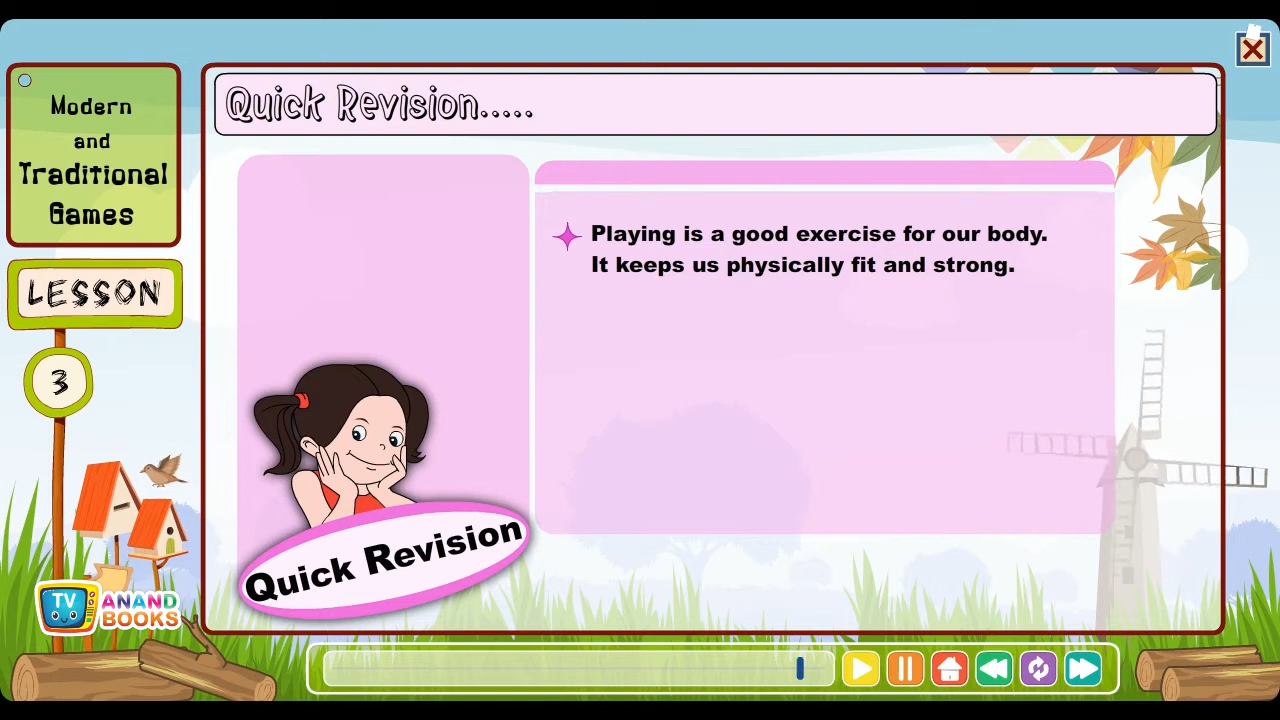 Modern
and
Traditional
Games
LESSON
3
Quick Revision.....
Playing is a good exercise for our body.
It keeps us physically fit and strong.
Quick Revision
TV
ANAND
BOOKS